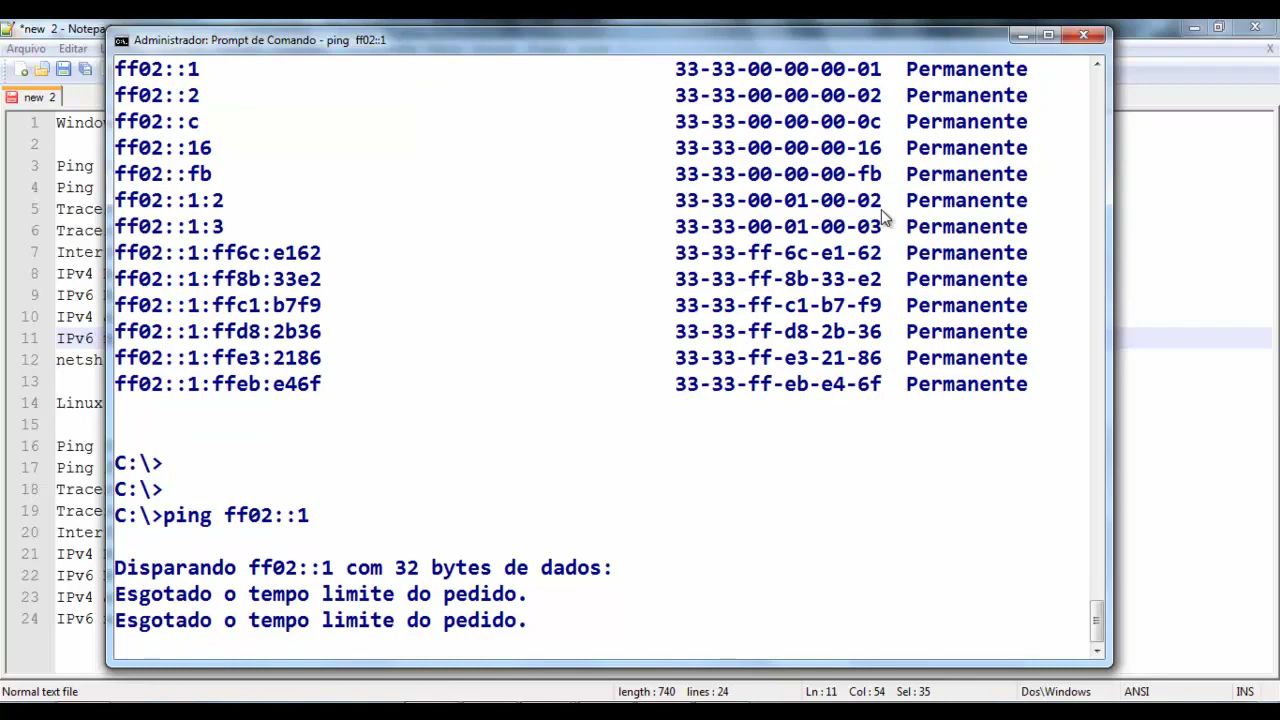 *new 2 - Notepa
Administrador: Prompt de Comando - ping ff02::1
Arquivo Editar
new 2
ff02::1 33-33-00-00-00-01 Permanente
ff02::2 33-33-00-00-00-02 Permanente
ff02::c 33-33-00-00-00-0c Permanente
ff02::16 33-33-00-00-00-16 Permanente
ff02::fb 33-33-00-00-00-fb Permanente
ff02::1:2 33-33-00-01-00-02 Permanente
ff02::1:3 33-33-00-01-00-03 Permanente
ff02::1:ff6c:e162 33-33-ff-6c-e1-62 Permanente
ff02::1:ff8b:33e2 33-33-ff-8b-33-e2 Permanente
ff02::1:ffc1:b7f9 33-33-ff-c1-b7-f9 Permanente
ff02::1:ffd8:2b36 33-33-ff-d8-2b-36 Permanente
ff02::1:ffe3:2186 33-33-ff-e3-21-86 Permanente
ff02::1:ffeb:e46f 33-33-ff-eb-e4-6f Permanente
C:\>
C:\>
C:\>ping ff02::1
Disparando ff02::1 com 32 bytes de dados:
Esgotado o tempo limite do pedido.
Esgotado o tempo limite do pedido.
1 Window
2
3 Ping
4 Ping
5 Trace
6 Trace
7 Inter
8 IPv4
9 IPv6
10 IPv4
11 IPv6
12 netsh
13
14 Linux
15
16 Ping
17 Ping
18 Trace
19 Trace
20 Inter
21 IPv4
22 IPv6
23 IPv4
24 IPv6
Normal text file length : 740 lines : 24 Ln : 11 Col : 54 Sel : 35 Dos\Windows ANSI INS